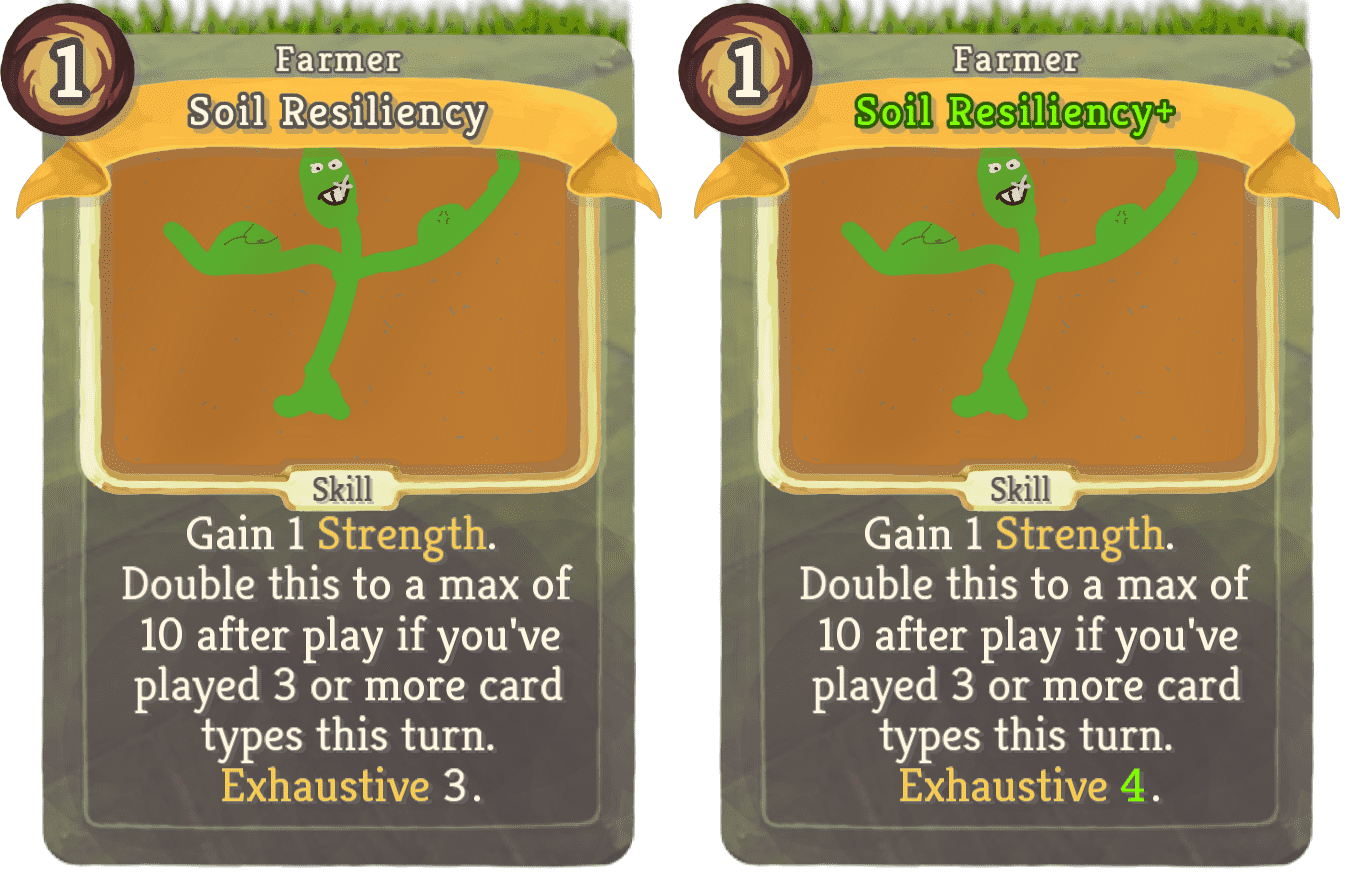 1
Farmer
Soil Resiliency
Skill
Gain 1 Strength.
Double this to a max of
10 after play if you've
played 3 or more card
types this turn.
Exhaustive 3.
1
Farmer
Soil Resiliency+
Skill
Gain 1 Strength.
Double this to a max of
10 after play if you've
played 3 or more card
types this turn.
Exhaustive 4.